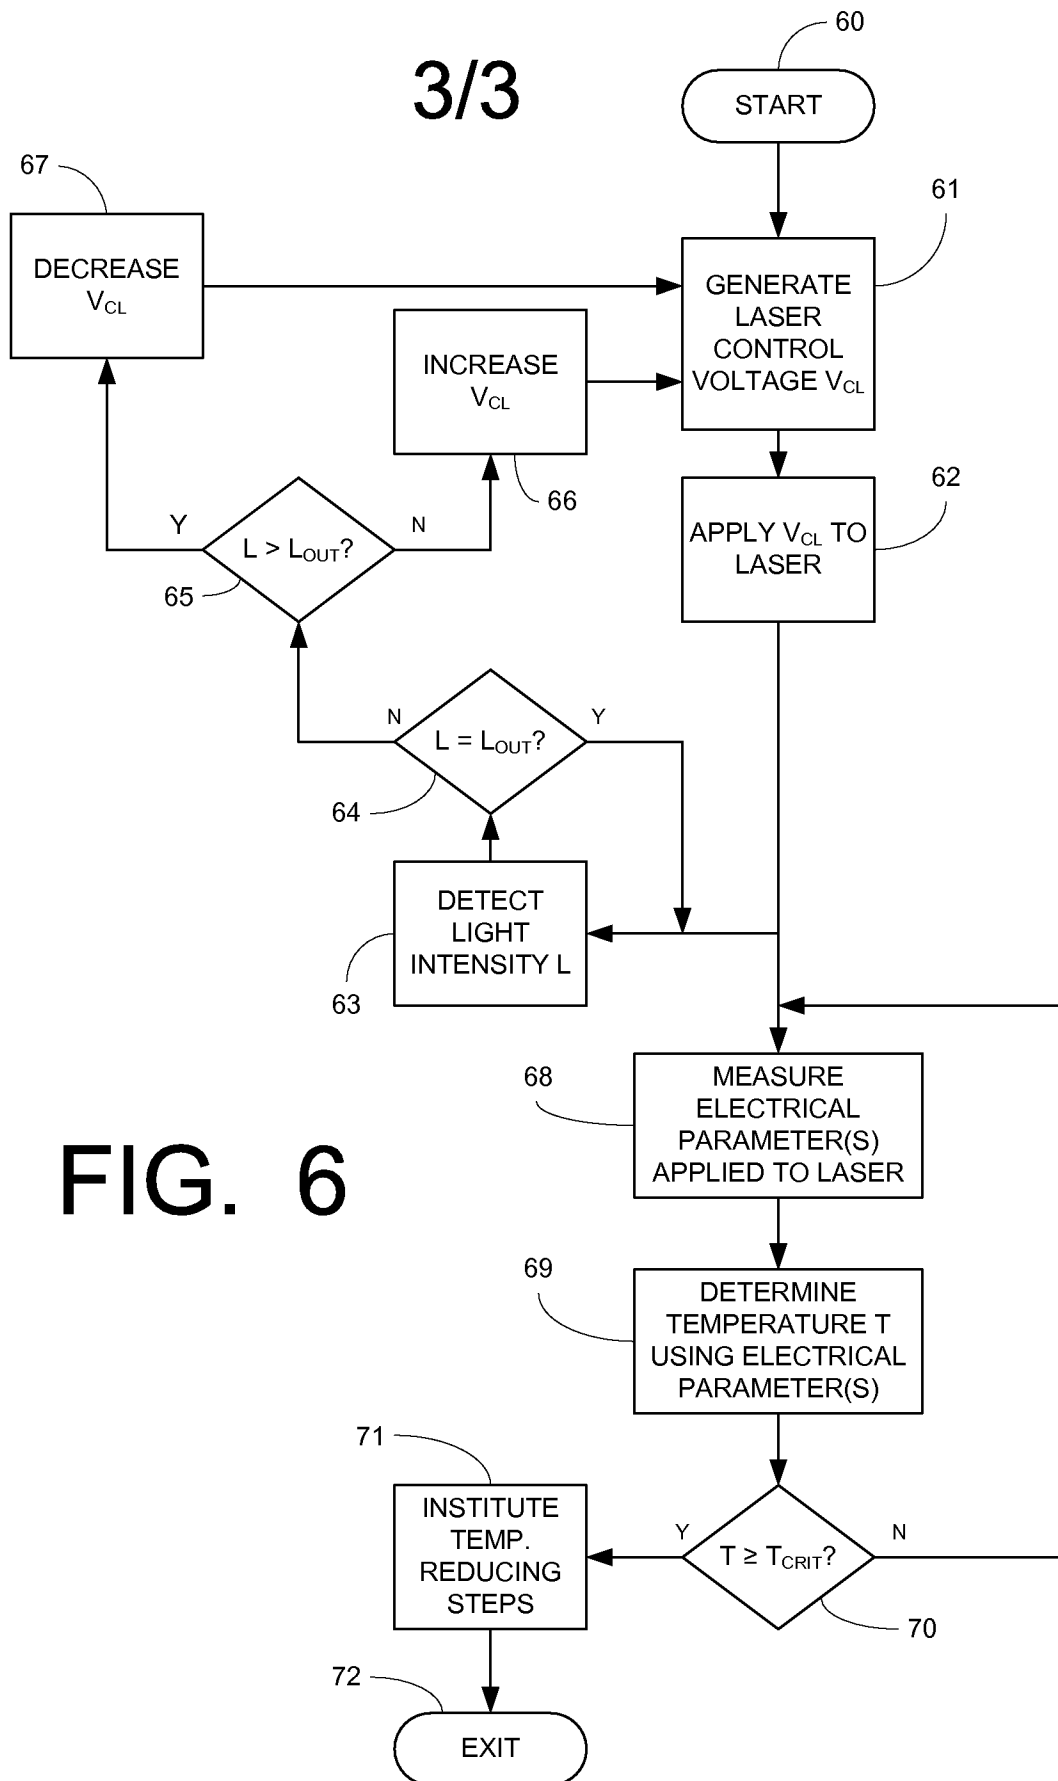 60
3/3
START
67
61
DECREASE
VCL
GENERATE
LASER
CONTROL
VOLTAGE VCL
INCREASE
VCL
66
62
Y
N
L > LOUT?
APPLY VCL TO
LASER
65
N
Y
L = LOUT?
64
DETECT
LIGHT
INTENSITY L
63
68
MEASURE
ELECTRICAL
PARAMETER(S)
APPLIED TO LASER
FIG. 6
69
DETERMINE
TEMPERATURE T
USING ELECTRICAL
PARAMETER(S)
71
INSTITUTE
TEMP.
REDUCING
STEPS
Y
N
T ≥ TCRIT?
70
72
EXIT